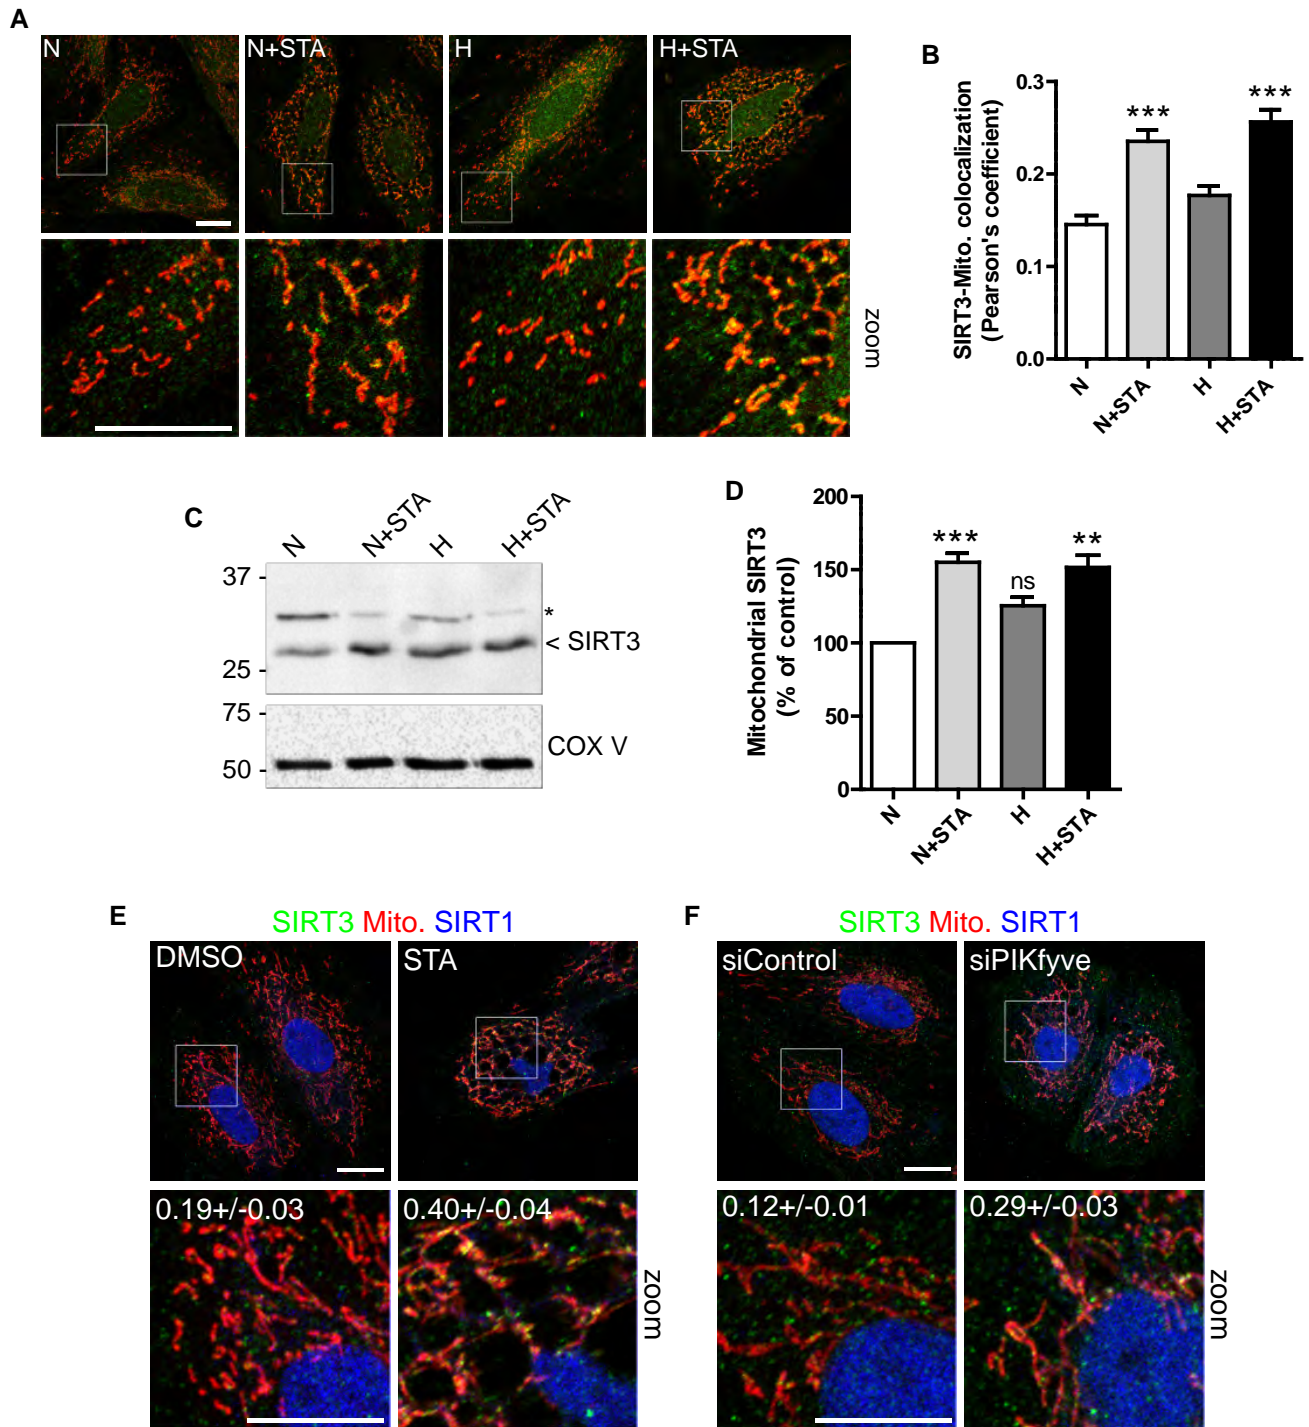 A
N
N+STA
H
H+STA
zoom
B
SIRT3-Mito. colocalization
(Pearson's coefficient)
0.3
0.2
0.1
0.0
***
***
N
N+STA
H
H+STA
C
N
N+STA
H
H+STA
37 -
25 -
*
< SIRT3
75 -
50 -
COX V
D
Mitochondrial SIRT3
(% of control)
200
150
100
50
0
***
ns
**
N
N+STA
H
H+STA
E
SIRT3 Mito. SIRT1
DMSO
STA
0.19+/-0.03
0.40+/-0.04
zoom
F
SIRT3 Mito. SIRT1
siControl
siPIKfyve
0.12+/-0.01
0.29+/-0.03
zoom